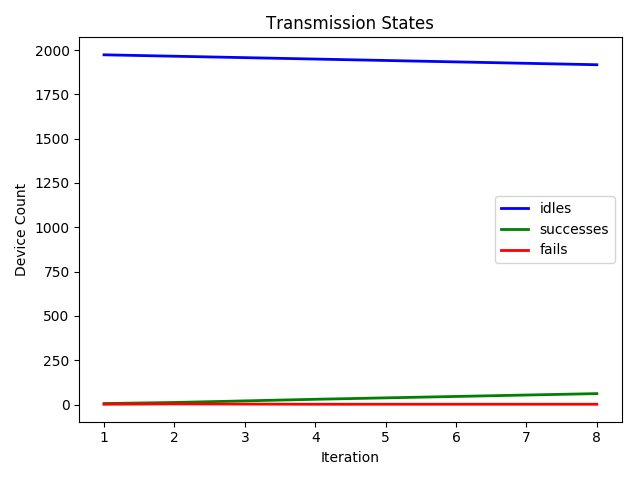 Transmission States
Device Count
2000
1750
1500
1250
1000
750
500
250
0
idles
successes
fails
1 2 3 4 5 6 7 8
Iteration